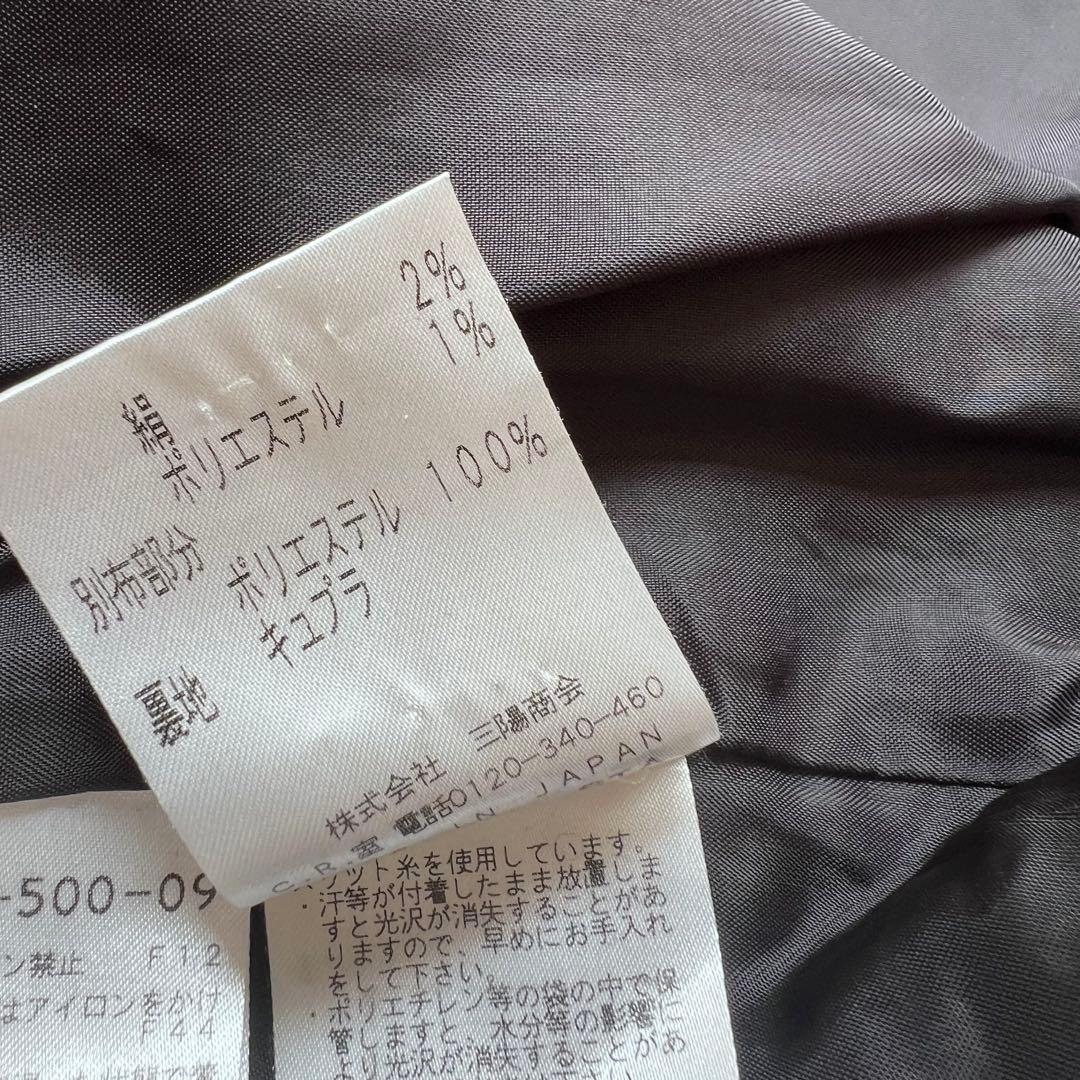 絹 2%
ポリエステル 1%
別布部分
ポリエステル 100%
裏地 キュプラ
株式会社 三陽商会
C.R.室 電話0120-340-460
IN JAPAN
-500-09
ン禁止 F12
はアイロンをかけ
F44
ット糸を使用しています。
・汗等が付着したまま放置しま
すと光沢が消失することがあ
りますので、早めにお手入れ
をして下さい。
・ポリエチレン等の袋の中で保
管しますと、水分等の影響に
より光沢が消失することがあ